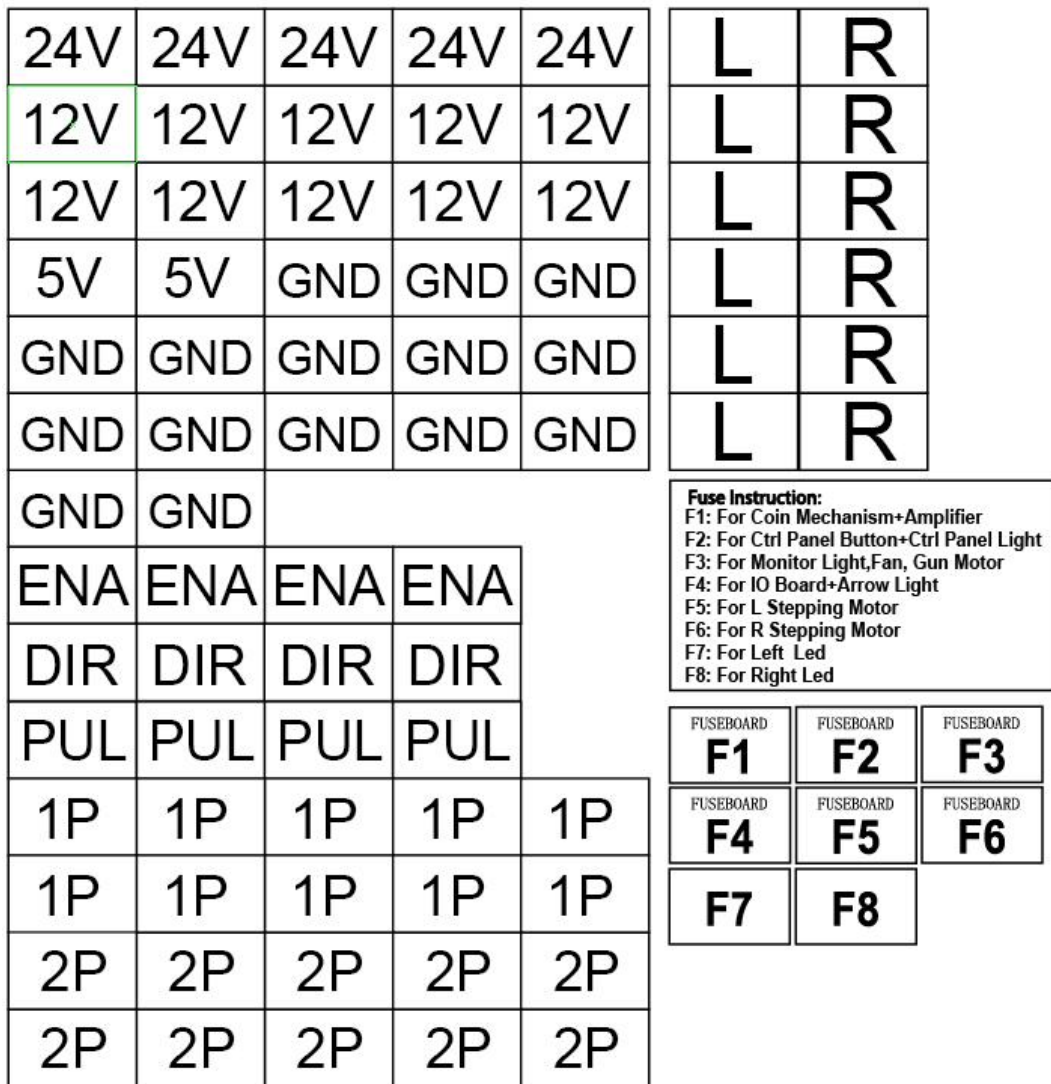 24V 24V 24V 24V 24V
12V 12V 12V 12V 12V
12V 12V 12V 12V 12V
5V 5V GND GND GND
GND GND GND GND GND
GND GND GND GND GND
GND GND
ENA ENA ENA ENA
DIR DIR DIR DIR
PUL PUL PUL PUL
1P 1P 1P 1P 1P
1P 1P 1P 1P 1P
2P 2P 2P 2P 2P
2P 2P 2P 2P 2P
L R
L R
L R
L R
L R
L R
Fuse Instruction:
F1: For Coin Mechanism+Amplifier
F2: For Ctrl Panel Button+Ctrl Panel Light
F3: For Monitor Light,Fan, Gun Motor
F4: For IO Board+Arrow Light
F5: For L Stepping Motor
F6: For R Stepping Motor
F7: For Left Led
F8: For Right Led
FUSEBOARD FUSEBOARD FUSEBOARD
F1 F2 F3
FUSEBOARD FUSEBOARD FUSEBOARD
F4 F5 F6
F7 F8